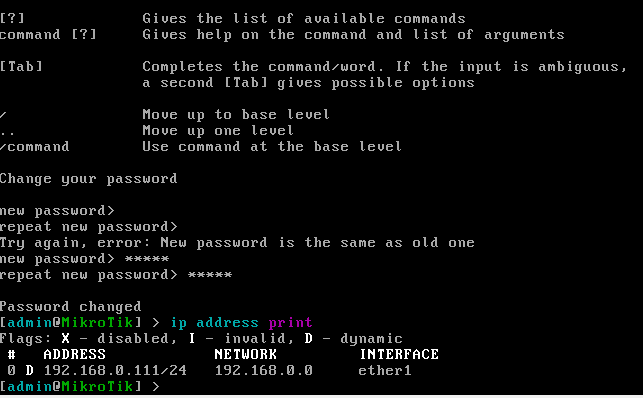 [?]             Gives the list of available commands
command [?]     Gives help on the command and list of arguments
[Tab]           Completes the command/word. If the input is ambiguous,
                a second [Tab] gives possible options
/               Move up to base level
..              Move up one level
/command        Use command at the base level
Change your password
new password>
repeat new password>
Try again, error: New password is the same as old one
new password> *****
repeat new password> *****
Password changed
[admin@MikroTik] > ip address print
Flags: X - disabled, I - invalid, D - dynamic
 #   ADDRESS            NETWORK         INTERFACE
 0 D 192.168.0.111/24   192.168.0.0     ether1
[admin@MikroTik] >